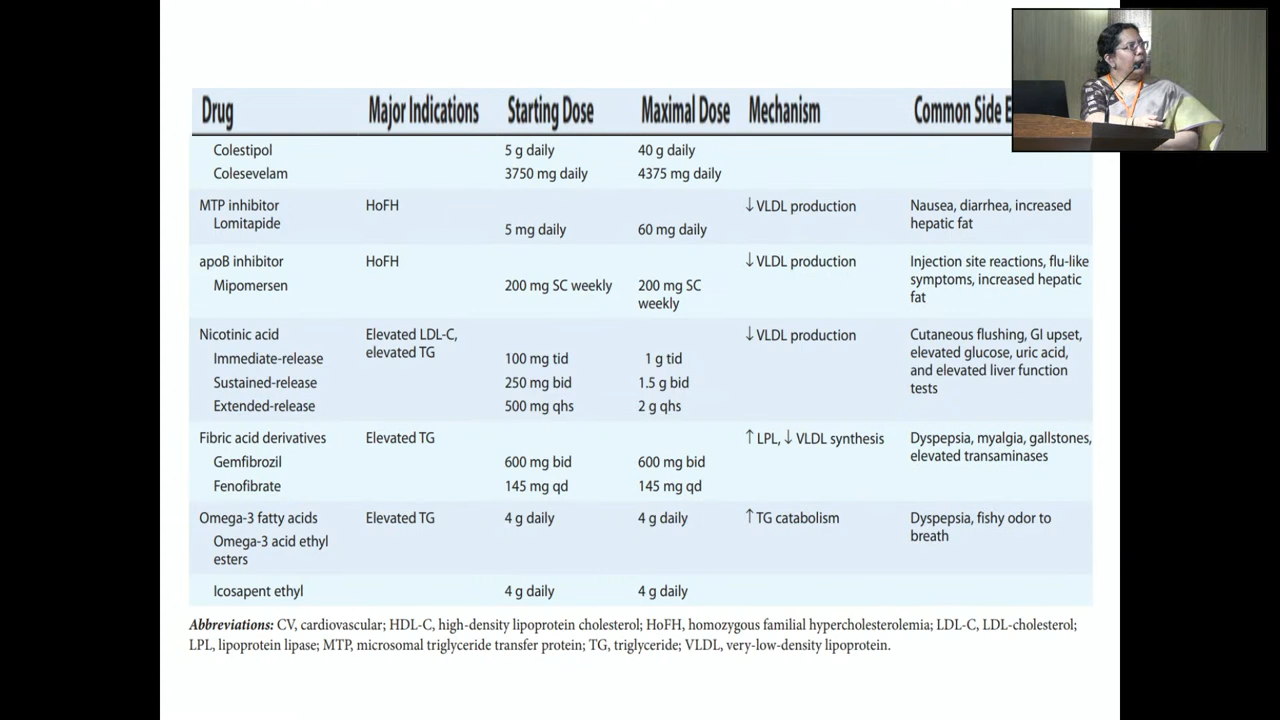 Drug Major Indications Starting Dose Maximal Dose Mechanism Common Side
Colestipol 5 g daily 40 g daily
Colesevelam 3750 mg daily 4375 mg daily
MTP inhibitor HoFH ↓ VLDL production Nausea, diarrhea, increased
Lomitapide hepatic fat
5 mg daily 60 mg daily
apoB inhibitor HoFH ↓ VLDL production Injection site reactions, flu-like
Mipomersen 200 mg SC weekly 200 mg SC symptoms, increased hepatic
weekly fat
Nicotinic acid Elevated LDL-C, ↓ VLDL production Cutaneous flushing, GI upset,
elevated TG elevated glucose, uric acid,
Immediate-release 100 mg tid 1 g tid and elevated liver function
Sustained-release 250 mg bid 1.5 g bid tests
Extended-release 500 mg qhs 2 g qhs
Fibric acid derivatives Elevated TG ↑ LPL, ↓ VLDL synthesis Dyspepsia, myalgia, gallstones,
Gemfibrozil 600 mg bid 600 mg bid elevated transaminases
Fenofibrate 145 mg qd 145 mg qd
Omega-3 fatty acids Elevated TG 4 g daily 4 g daily ↑ TG catabolism Dyspepsia, fishy odor to
Omega-3 acid ethyl breath
esters
Icosapent ethyl 4 g daily 4 g daily
Abbreviations: CV, cardiovascular; HDL-C, high-density lipoprotein cholesterol; HoFH, homozygous familial hypercholesterolemia; LDL-C, LDL-cholesterol;
LPL, lipoprotein lipase; MTP, microsomal triglyceride transfer protein; TG, triglyceride; VLDL, very-low-density lipoprotein.